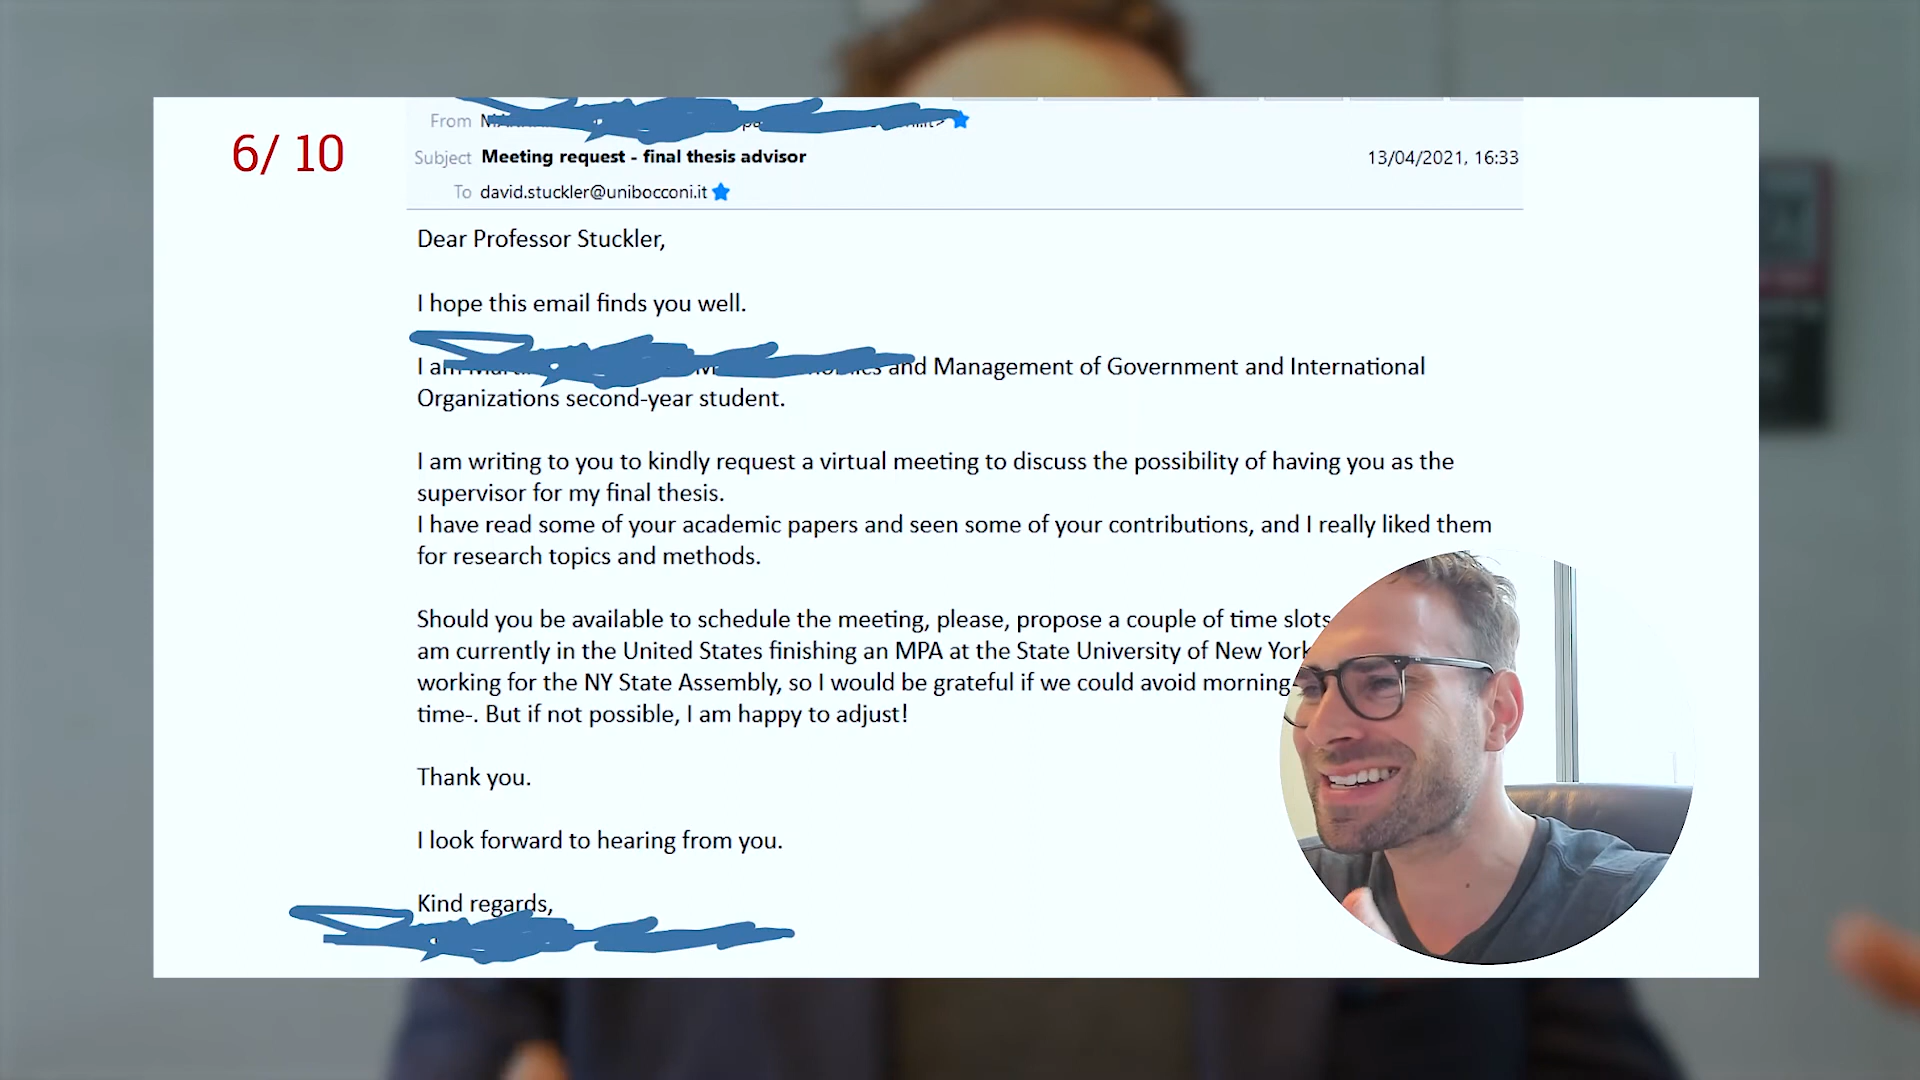 6/ 10
From
Subject Meeting request - final thesis advisor 13/04/2021, 16:33
To david.stuckler@unibocconi.it
Dear Professor Stuckler,
I hope this email finds you well.
I am and Management of Government and International
Organizations second-year student.
I am writing to you to kindly request a virtual meeting to discuss the possibility of having you as the
supervisor for my final thesis.
I have read some of your academic papers and seen some of your contributions, and I really liked them
for research topics and methods.
Should you be available to schedule the meeting, please, propose a couple of time slots
am currently in the United States finishing an MPA at the State University of New York
working for the NY State Assembly, so I would be grateful if we could avoid morning
time-. But if not possible, I am happy to adjust!
Thank you.
I look forward to hearing from you.
Kind regards,